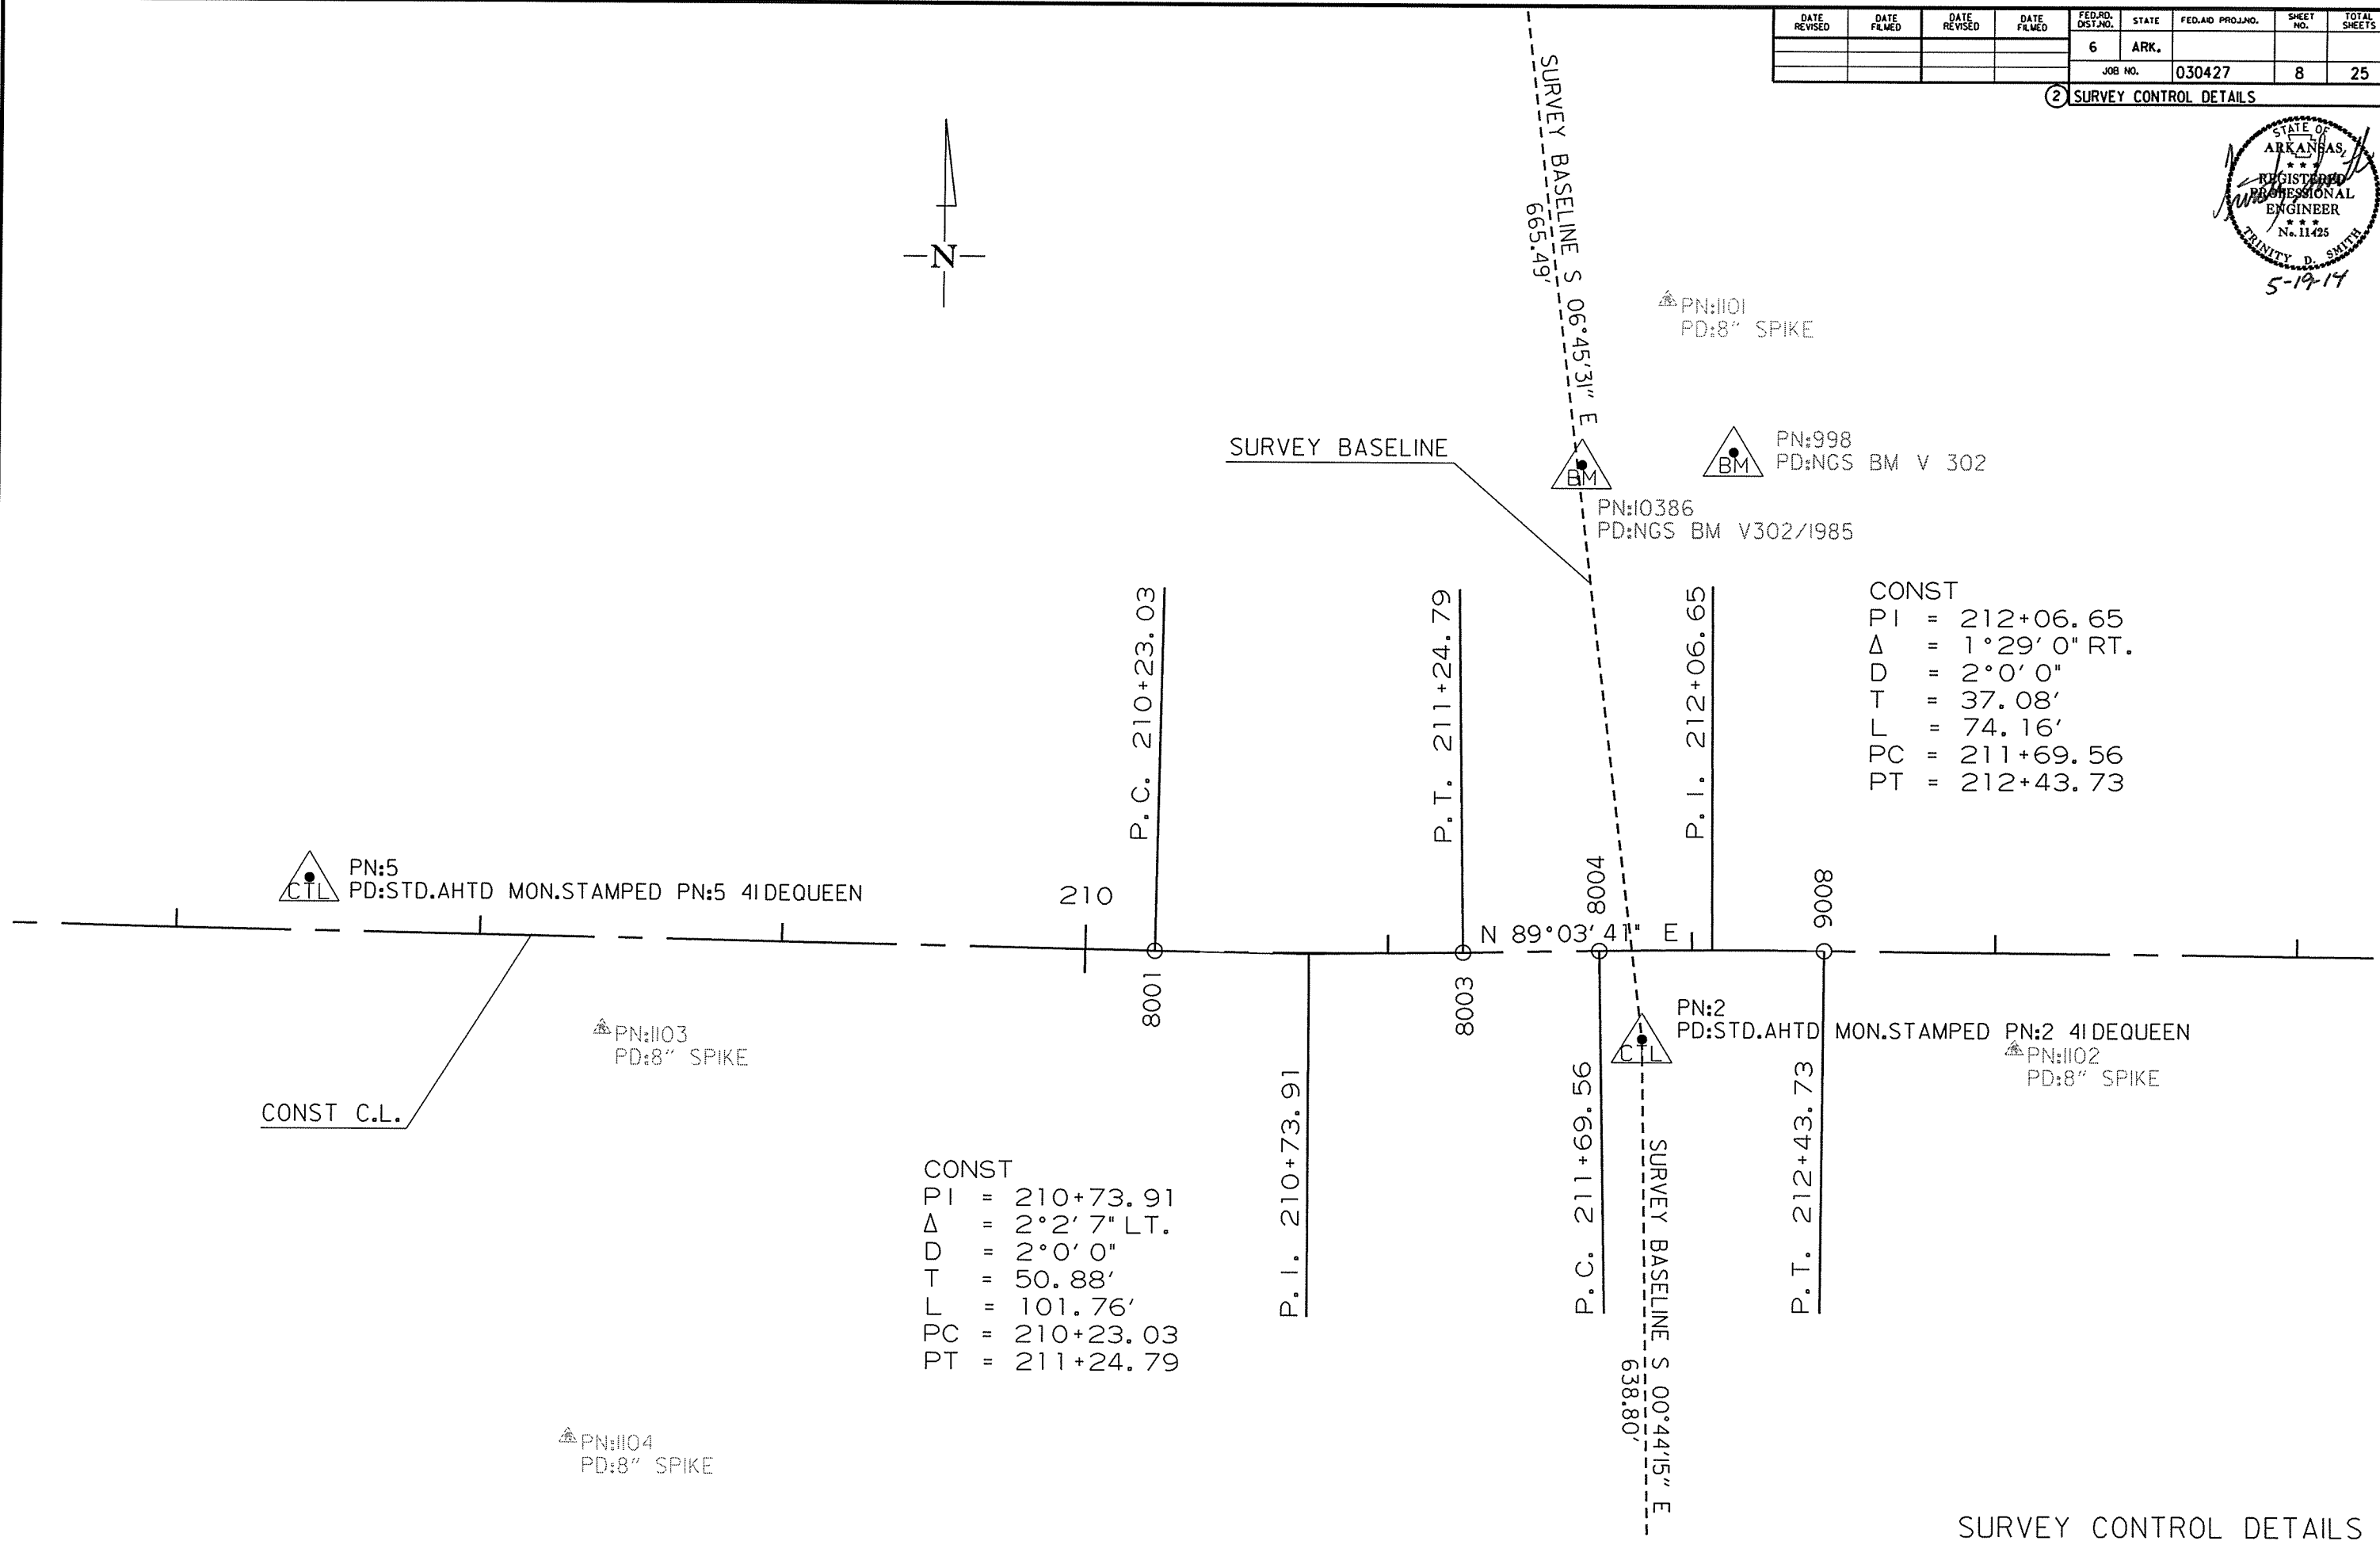 DATE REVISED DATE FILMED DATE REVISED DATE FILMED FED.RD. DIST.NO. STATE FED.AID PROJ.NO. SHEET NO. TOTAL SHEETS
6 ARK.
JOB NO. 030427 8 25
2 SURVEY CONTROL DETAILS
STATE OF
ARKANSAS
* * *
REGISTERED
PROFESSIONAL
ENGINEER
* * *
No. 11425
TRINITY D. SMITH
5-19-14
N
SURVEY BASELINE S 06°45'31" E
665.49'
PN:1101
PD:8" SPIKE
SURVEY BASELINE
BM
PN:998
PD:NGS BM V 302
BM
PN:10386
PD:NGS BM V302/1985
P.C. 210+23.03
P.T. 211+24.79
P.I. 212+06.65
CONST
PI = 212+06.65
Δ = 1°29'0" RT.
D = 2°0'0"
T = 37.08'
L = 74.16'
PC = 211+69.56
PT = 212+43.73
CTL
PN:5
PD:STD.AHTD MON.STAMPED PN:5 41DEQUEEN
210
8004
9008
N 89°03'41" E
8001
8003
PN:2
PD:STD.AHTD MON.STAMPED PN:2 41DEQUEEN
CTL
PN:1102
PD:8" SPIKE
PN:1103
PD:8" SPIKE
CONST C.L.
P.I. 210+73.91
P.C. 211+69.56
P.T. 212+43.73
CONST
PI = 210+73.91
Δ = 2°2'7" LT.
D = 2°0'0"
T = 50.88'
L = 101.76'
PC = 210+23.03
PT = 211+24.79
SURVEY BASELINE S 00°44'15" E
638.80'
PN:1104
PD:8" SPIKE
SURVEY CONTROL DETAILS